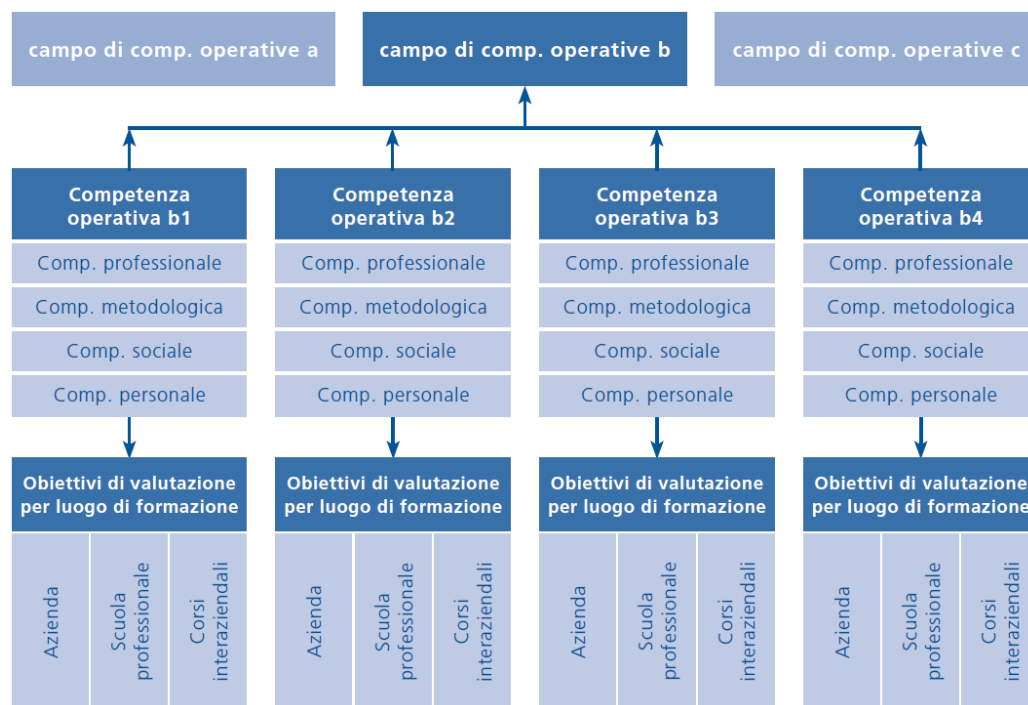 campo di comp. operative a
campo di comp. operative b
campo di comp. operative c
Competenza
operativa b1
Comp. professionale
Comp. metodologica
Comp. sociale
Comp. personale
Obiettivi di valutazione
per luogo di formazione
Azienda
Scuola
professionale
Corsi
interaziendali
Competenza
operativa b2
Comp. professionale
Comp. metodologica
Comp. sociale
Comp. personale
Obiettivi di valutazione
per luogo di formazione
Azienda
Scuola
professionale
Corsi
interaziendali
Competenza
operativa b3
Comp. professionale
Comp. metodologica
Comp. sociale
Comp. personale
Obiettivi di valutazione
per luogo di formazione
Azienda
Scuola
professionale
Corsi
interaziendali
Competenza
operativa b4
Comp. professionale
Comp. metodologica
Comp. sociale
Comp. personale
Obiettivi di valutazione
per luogo di formazione
Azienda
Scuola
professionale
Corsi
interaziendali